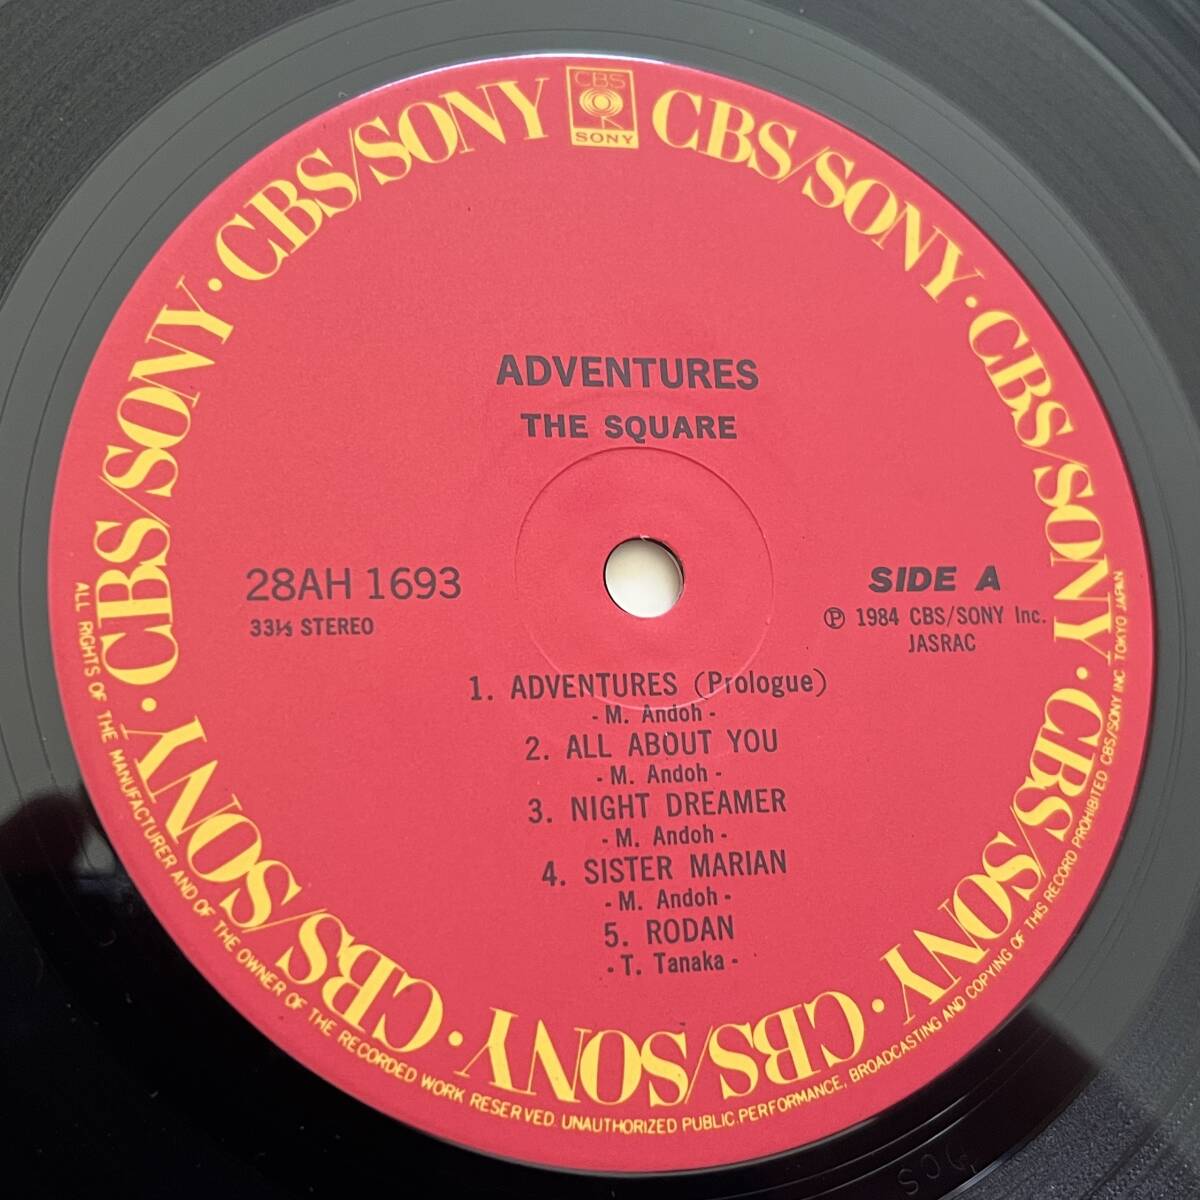 CBS
SONY
CBS/SONY · CBS/SONY · CBS/SONY · CBS/SONY · CBS/SONY · CBS/SONY · CBS/SONY · CBS/SONY
ADVENTURES
THE SQUARE
28AH 1693
33⅓ STEREO
SIDE A
Ⓟ 1984 CBS/SONY Inc.
JASRAC
1. ADVENTURES (Prologue)
- M. Andoh -
2. ALL ABOUT YOU
- M. Andoh -
3. NIGHT DREAMER
- M. Andoh -
4. SISTER MARIAN
- M. Andoh -
5. RODAN
- T. Tanaka -
ALL RIGHTS OF THE MANUFACTURER AND OF THE OWNER OF THE RECORDED WORK RESERVED. UNAUTHORIZED PUBLIC PERFORMANCE, BROADCASTING AND COPYING OF THIS RECORD PROHIBITED CBS/SONY INC. TOKYO JAPAN